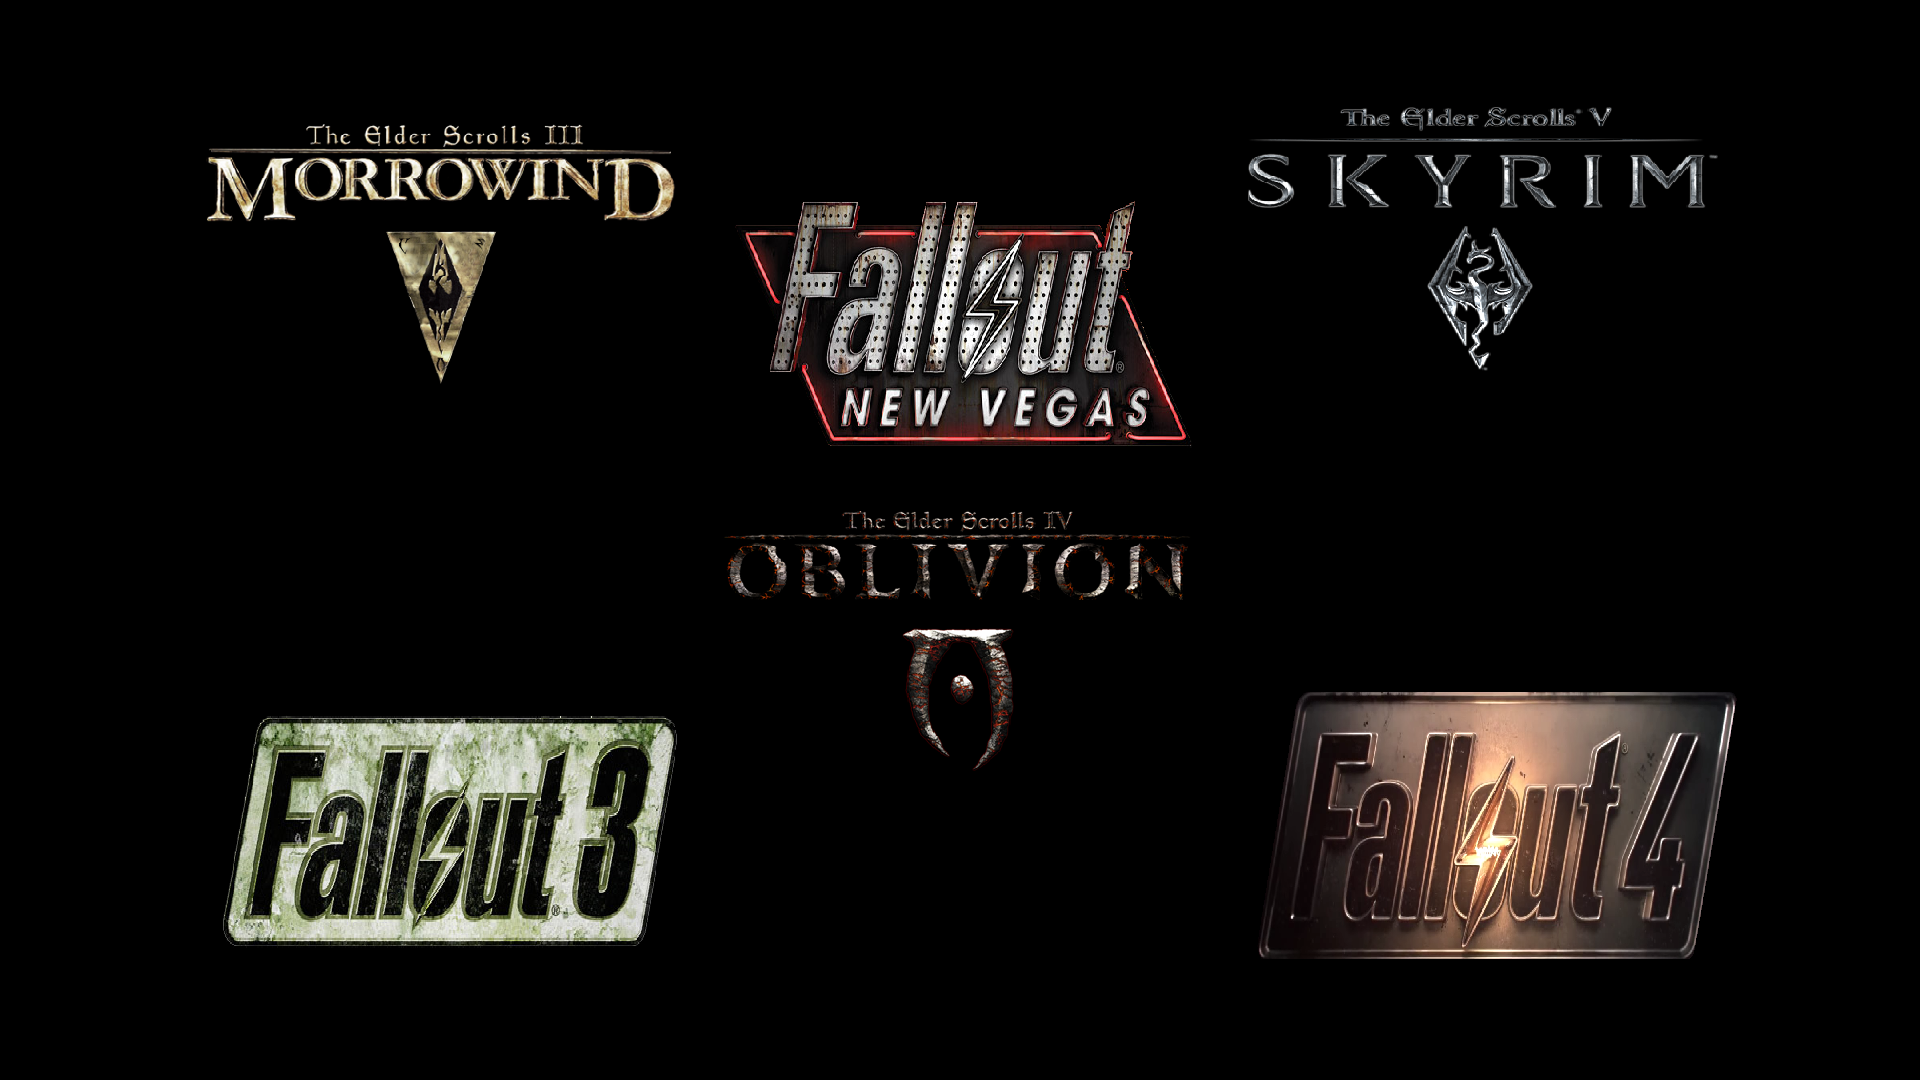 The Elder Scrolls III
MORROWIND
Fallout®
NEW VEGAS
The Elder Scrolls® V
SKYRIM™
The Elder Scrolls IV
OBLIVION
Fallout® 3
Fallout® 4